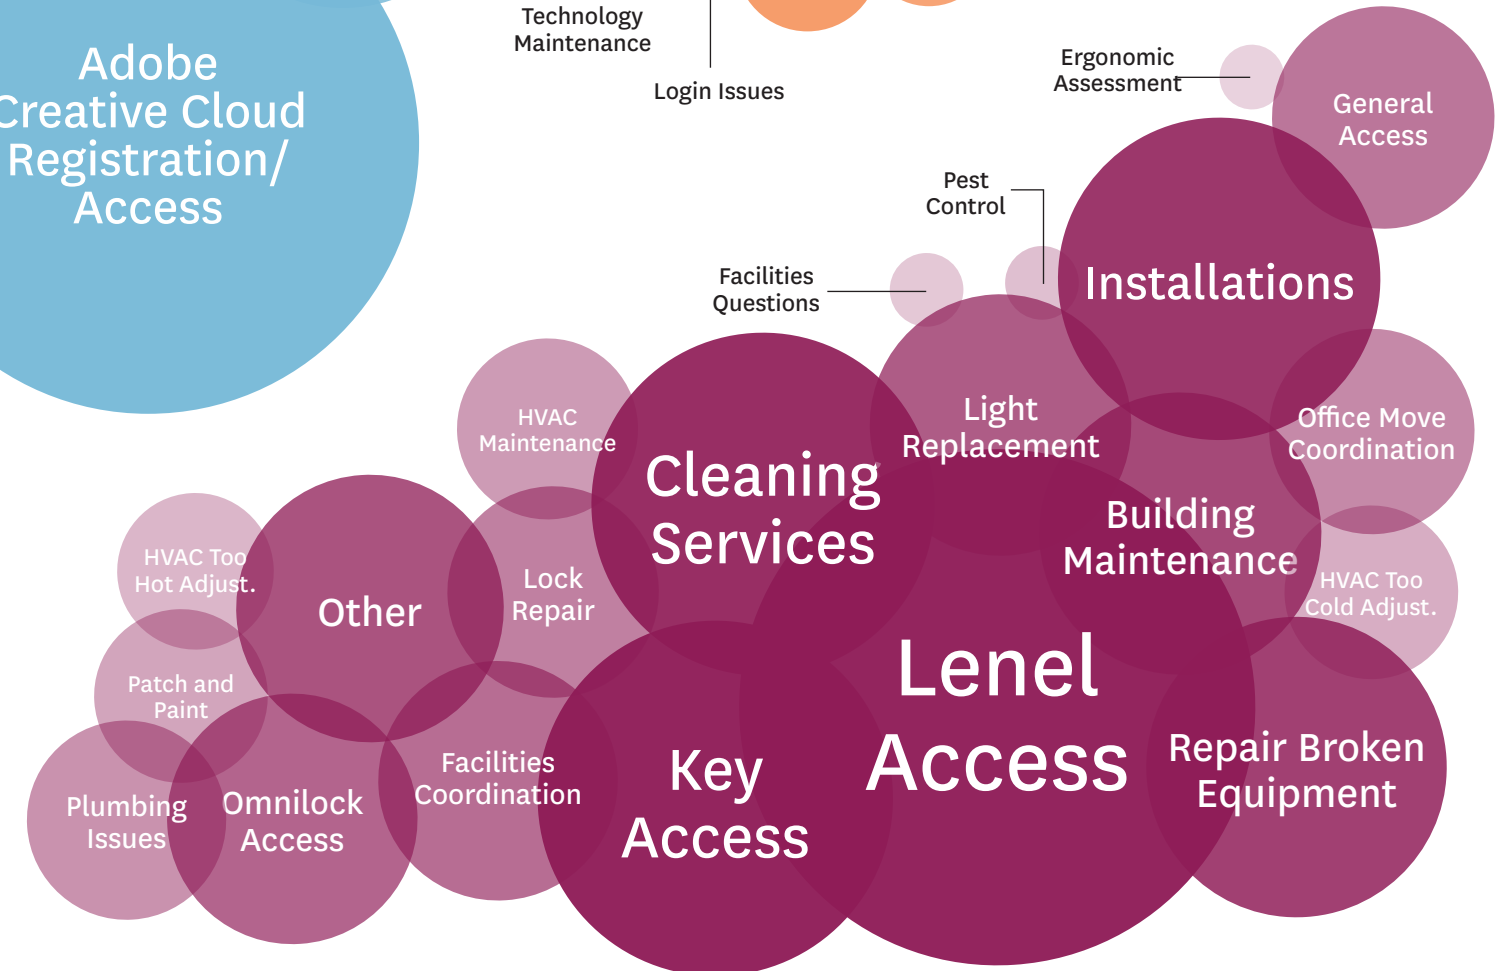 Technology
Maintenance
Login Issues
Adobe
Creative Cloud
Registration/
Access
Ergonomic
Assessment
General
Access
Pest
Control
Facilities
Questions
Installations
HVAC
Maintenance
Cleaning
Services
Light
Replacement
Office Move
Coordination
Building
Maintenance
HVAC Too
Hot Adjust.
Other
Lock
Repair
HVAC Too
Cold Adjust.
Patch and
Paint
Lenel
Access
Plumbing
Issues
Omnilock
Access
Facilities
Coordination
Key
Access
Repair Broken
Equipment